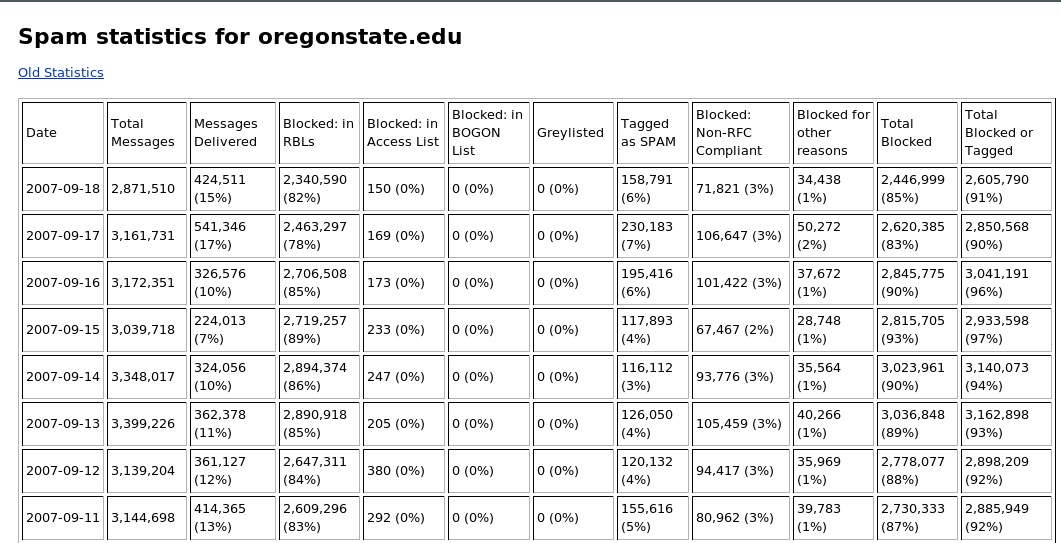 Spam statistics for oregonstate.edu
Old Statistics
Date Total Messages Messages Delivered Blocked: in RBLs Blocked: in Access List Blocked: in BOGON List Greylisted Tagged as SPAM Blocked: Non-RFC Compliant Blocked for other reasons Total Blocked Total Blocked or Tagged
2007-09-18 2,871,510 424,511 (15%) 2,340,590 (82%) 150 (0%) 0 (0%) 0 (0%) 158,791 (6%) 71,821 (3%) 34,438 (1%) 2,446,999 (85%) 2,605,790 (91%)
2007-09-17 3,161,731 541,346 (17%) 2,463,297 (78%) 169 (0%) 0 (0%) 0 (0%) 230,183 (7%) 106,647 (3%) 50,272 (2%) 2,620,385 (83%) 2,850,568 (90%)
2007-09-16 3,172,351 326,576 (10%) 2,706,508 (85%) 173 (0%) 0 (0%) 0 (0%) 195,416 (6%) 101,422 (3%) 37,672 (1%) 2,845,775 (90%) 3,041,191 (96%)
2007-09-15 3,039,718 224,013 (7%) 2,719,257 (89%) 233 (0%) 0 (0%) 0 (0%) 117,893 (4%) 67,467 (2%) 28,748 (1%) 2,815,705 (93%) 2,933,598 (97%)
2007-09-14 3,348,017 324,056 (10%) 2,894,374 (86%) 247 (0%) 0 (0%) 0 (0%) 116,112 (3%) 93,776 (3%) 35,564 (1%) 3,023,961 (90%) 3,140,073 (94%)
2007-09-13 3,399,226 362,378 (11%) 2,890,918 (85%) 205 (0%) 0 (0%) 0 (0%) 126,050 (4%) 105,459 (3%) 40,266 (1%) 3,036,848 (89%) 3,162,898 (93%)
2007-09-12 3,139,204 361,127 (12%) 2,647,311 (84%) 380 (0%) 0 (0%) 0 (0%) 120,132 (4%) 94,417 (3%) 35,969 (1%) 2,778,077 (88%) 2,898,209 (92%)
2007-09-11 3,144,698 414,365 (13%) 2,609,296 (83%) 292 (0%) 0 (0%) 0 (0%) 155,616 (5%) 80,962 (3%) 39,783 (1%) 2,730,333 (87%) 2,885,949 (92%)